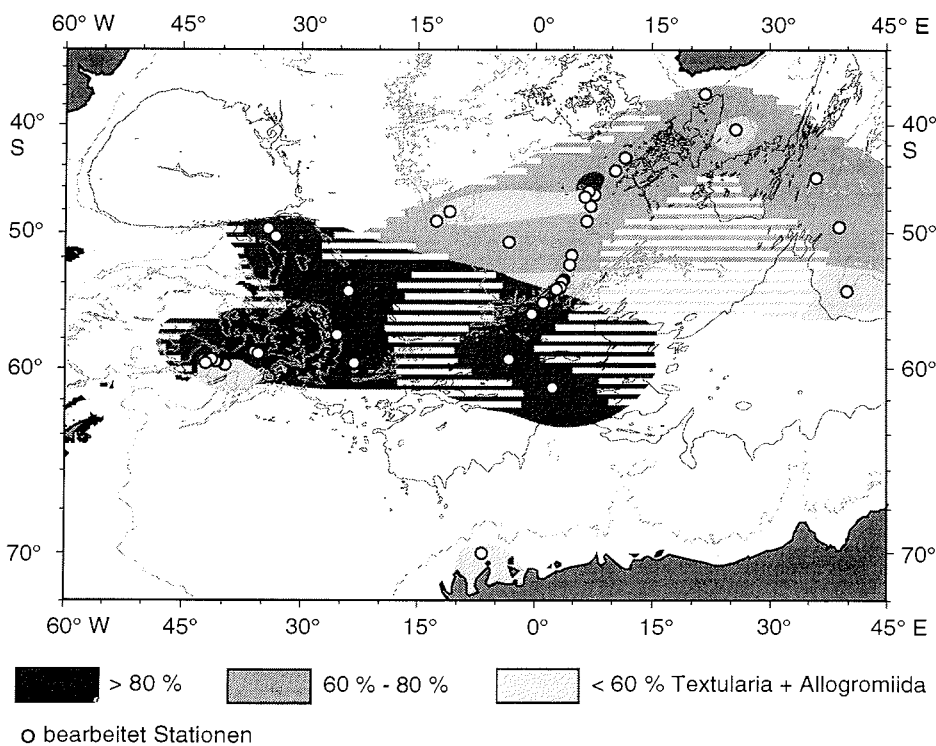 60° W 45° 30° 15° 0° 15° 30° 45° E
40° 40°
S S
50° 50°
60° 60°
70° 70°
60° W 45° 30° 15° 0° 15° 30° 45° E
> 80 % 60 % - 80 % < 60 % Textularia + Allogromiida
bearbeitet Stationen